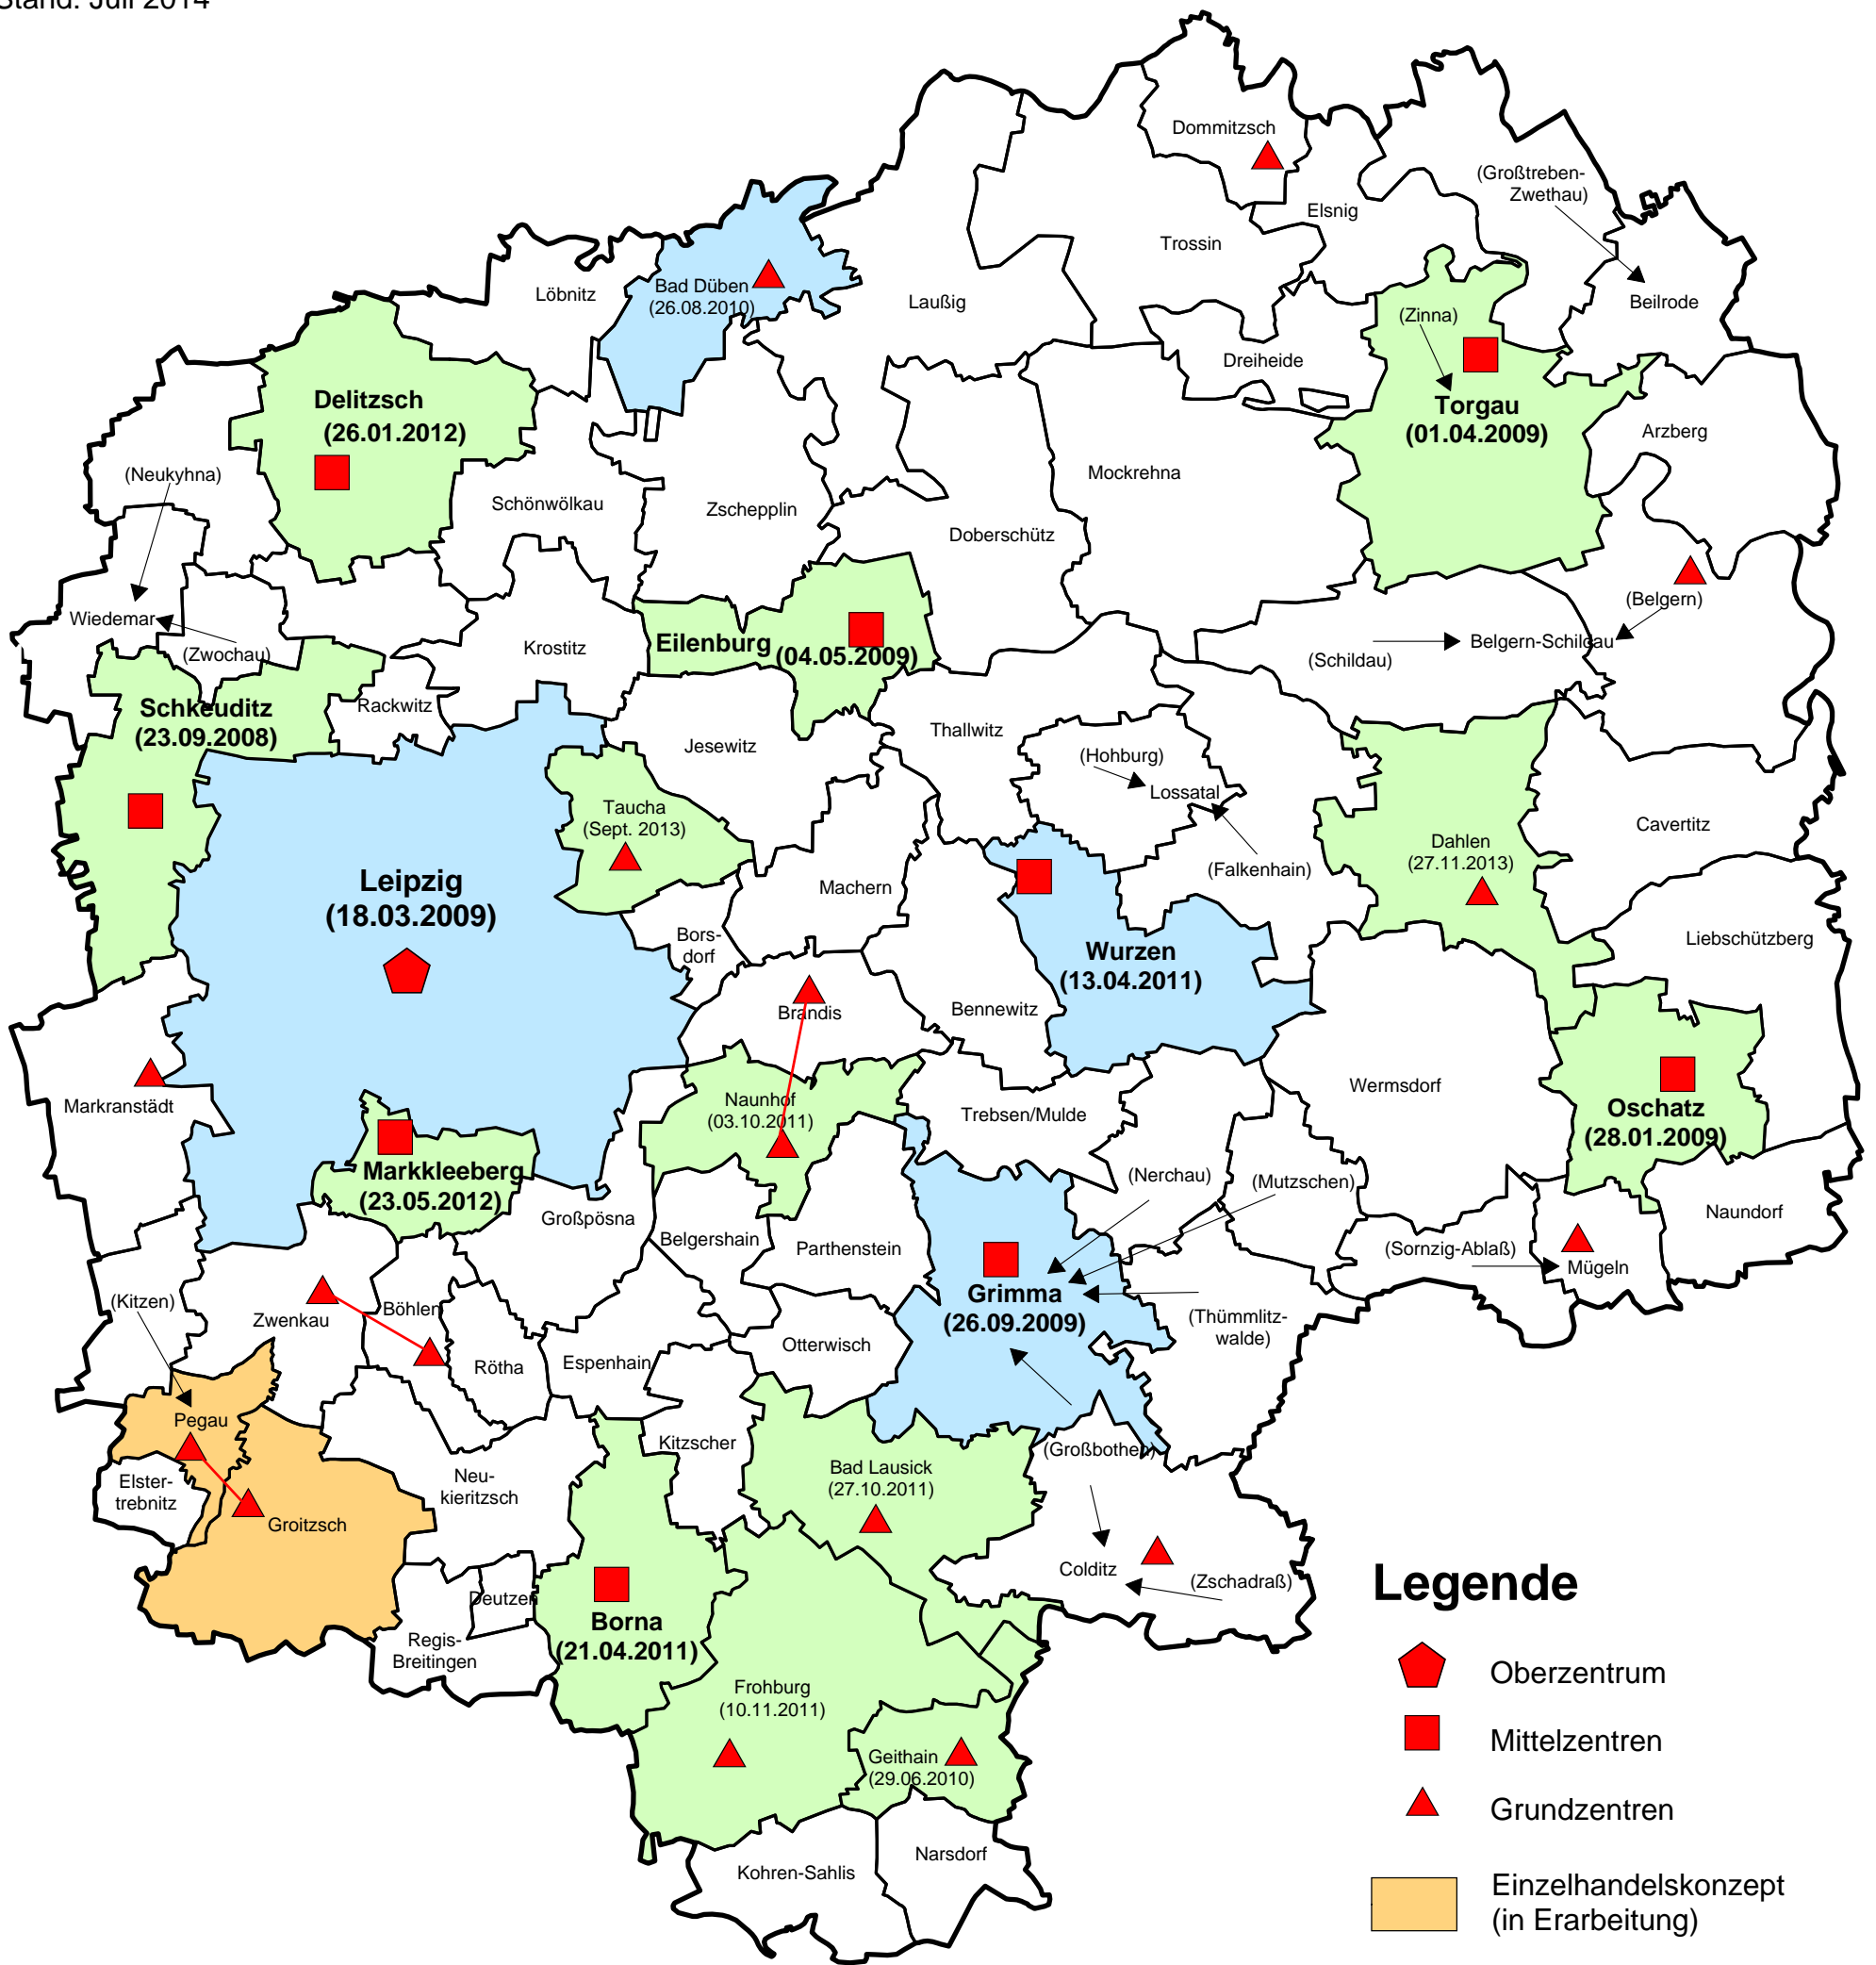 Stand: Juli 2014
Dommitzsch
(Großtreben-
Zwethau)
Elsnig
Trossin
Löbnitz
Bad Düben
(26.08.2010)
Laußig
Beilrode
(Zinna)
Dreiheide
Delitzsch
(26.01.2012)
Torgau
(01.04.2009)
Arzberg
(Neukyhna)
Mockrehna
Schönwölkau
Zschepplin
Doberschütz
Wiedemar
(Zwochau)
Krostitz
Eilenburg
(04.05.2009)
(Belgern)
(Schildau)
Belgern-Schildau
Schkeuditz
(23.09.2008)
Rackwitz
Jesewitz
Thallwitz
(Hohburg)
Lossatal
Taucha
(Sept. 2013)
Cavertitz
Dahlen
(27.11.2013)
(Falkenhain)
Leipzig
(18.03.2009)
Machern
Bors-
dorf
Wurzen
(13.04.2011)
Liebschützberg
Brandis
Bennewitz
Markranstädt
Naunhof
(03.10.2011)
Trebsen/Mulde
Wermsdorf
Oschatz
(28.01.2009)
Markkleeberg
(23.05.2012)
(Nerchau)
(Mutzschen)
Großpösna
Belgershain
Parthenstein
Naundorf
(Sornzig-Ablaß)
Mügeln
(Kitzen)
Zwenkau
Böhlen
Grimma
(26.09.2009)
(Thümmlitz-
walde)
Rötha
Espenhain
Otterwisch
Pegau
Kitzscher
(Großbothen)
Elster-
trebnitz
Neu-
kieritzsch
Bad Lausick
(27.10.2011)
Groitzsch
Colditz
(Zschadraß)
Deutzen
Borna
(21.04.2011)
Regis-
Breitingen
Frohburg
(10.11.2011)
Geithain
(29.06.2010)
Kohren-Sahlis
Narsdorf
Legende
Oberzentrum
Mittelzentren
Grundzentren
Einzelhandelskonzept
(in Erarbeitung)